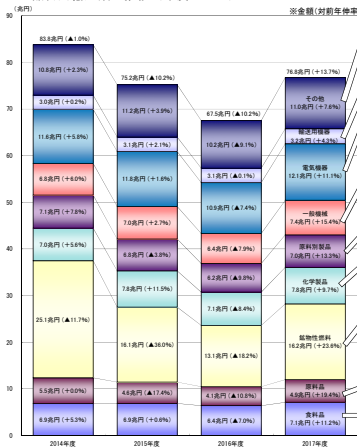 (兆円)
※金額(対前年伸率
90
80
70
60
50
40
30
20
10
0
83.8兆円 (▲1.0%)
10.8兆円 (+2.3%)
3.0兆円 (+0.2%)
11.6兆円 (+5.8%)
6.8兆円 (+6.0%)
7.1兆円 (+7.8%)
7.0兆円 (+5.6%)
25.1兆円 (▲11.7%)
5.5兆円 (+0.0%)
6.9兆円 (+5.3%)
2014年度
75.2兆円 (▲10.2%)
11.2兆円 (+3.9%)
3.1兆円 (+2.1%)
11.8兆円 (+1.6%)
7.0兆円 (+2.7%)
6.8兆円 (▲3.8%)
7.8兆円 (+11.5%)
16.1兆円 (▲36.0%)
4.6兆円 (▲17.4%)
6.9兆円 (+0.6%)
2015年度
67.5兆円 (▲10.2%)
10.2兆円 (▲9.1%)
3.1兆円 (▲0.1%)
10.9兆円 (▲7.4%)
6.4兆円 (▲7.9%)
6.2兆円 (▲9.8%)
7.1兆円 (▲8.4%)
13.1兆円 (▲18.2%)
4.1兆円 (▲10.8%)
6.4兆円 (▲7.0%)
2016年度
76.8兆円 (+13.7%)
その他
11.0兆円 (+7.6%)
輸送用機器
3.2兆円 (+4.3%)
電気機器
12.1兆円 (+11.1%)
一般機械
7.4兆円 (+15.4%)
原料別製品
7.0兆円 (+13.3%)
化学製品
7.8兆円 (+9.7%)
鉱物性燃料
16.2兆円 (+23.6%)
原料品
4.5兆円 (+19.4%)
食料品
7.1兆円 (+11.2%)
2017年度